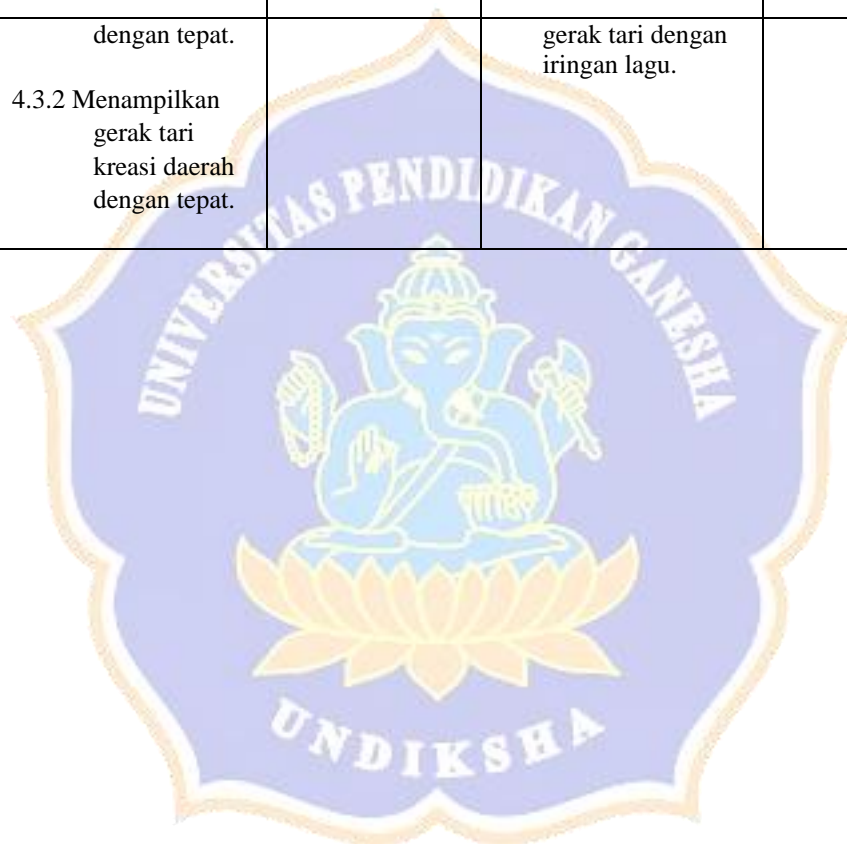 dengan tepat.
4.3.2 Menampilkan
gerak tari
kreasi daerah
dengan tepat.
gerak tari dengan
iringan lagu.
UNIVERSITAS PENDIDIKAN GANESHA
UNDIKSHA